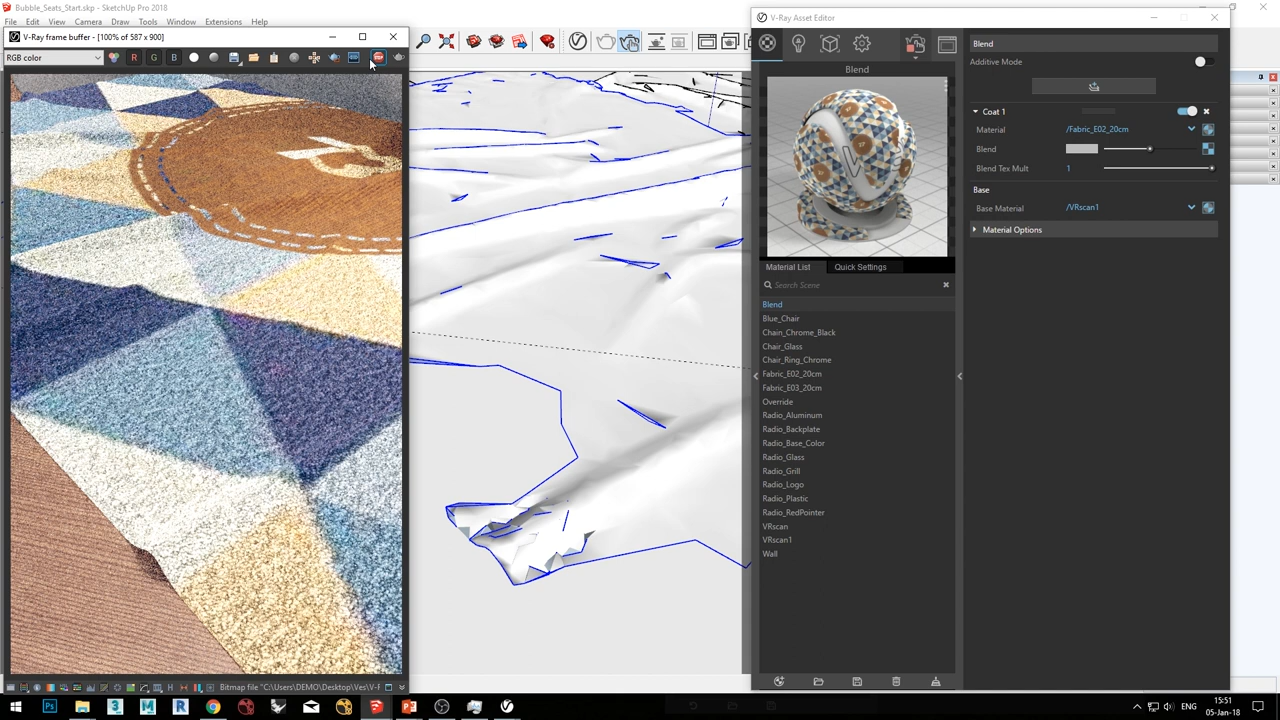 Bubble_Seats_Start.skp - SketchUp Pro 2018
File Edit View Camera Draw Tools Window Extensions Help
V-Ray frame buffer - [100% of 587 x 900]
RGB color
R G B
STOP
V-Ray Asset Editor
Blend
Material List Quick Settings
Search Scene
Blend
Blue_Chair
Chain_Chrome_Black
Chair_Glass
Chair_Ring_Chrome
Fabric_E02_20cm
Fabric_E03_20cm
Override
Radio_Aluminum
Radio_Backplate
Radio_Base_Color
Radio_Glass
Radio_Grill
Radio_Logo
Radio_Plastic
Radio_RedPointer
VRscan
VRscan1
Wall
Blend
Additive Mode
Coat 1
Material /Fabric_E02_20cm
Blend
Blend Tex Mult 1
Base
Base Material /VRscan1
Material Options
H
Bitmap file "C:\Users\DEMO\Desktop\Ves\V-F
Ps 3 M R
ENG
15:51
05-Jan-18